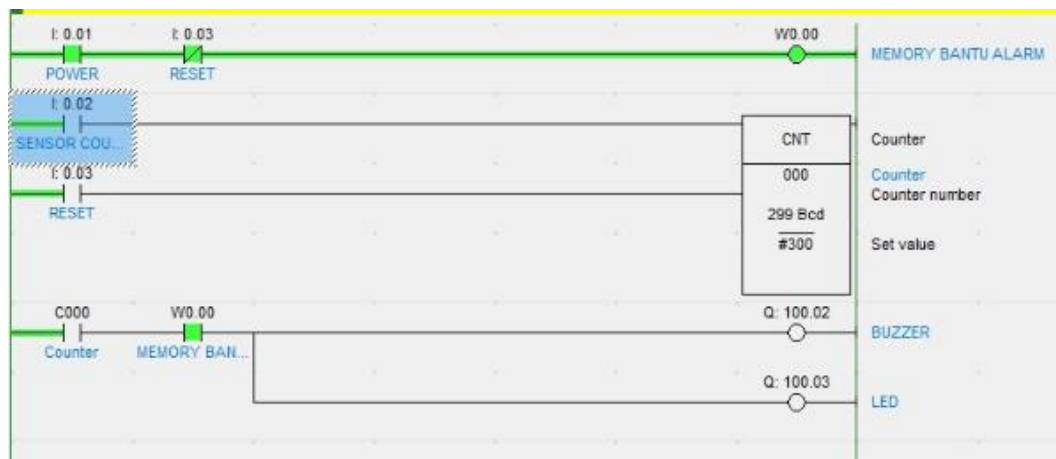 I: 0.01 I: 0.03 W0.00
MEMORY BANTU ALARM
POWER RESET
I: 0.02
SENSOR COU...
CNT Counter
I: 0.03
000 Counter
Counter number
RESET
299 Bcd
#300 Set value
C000 W0.00 Q: 100.02
BUZZER
Counter MEMORY BAN...
Q: 100.03
LED